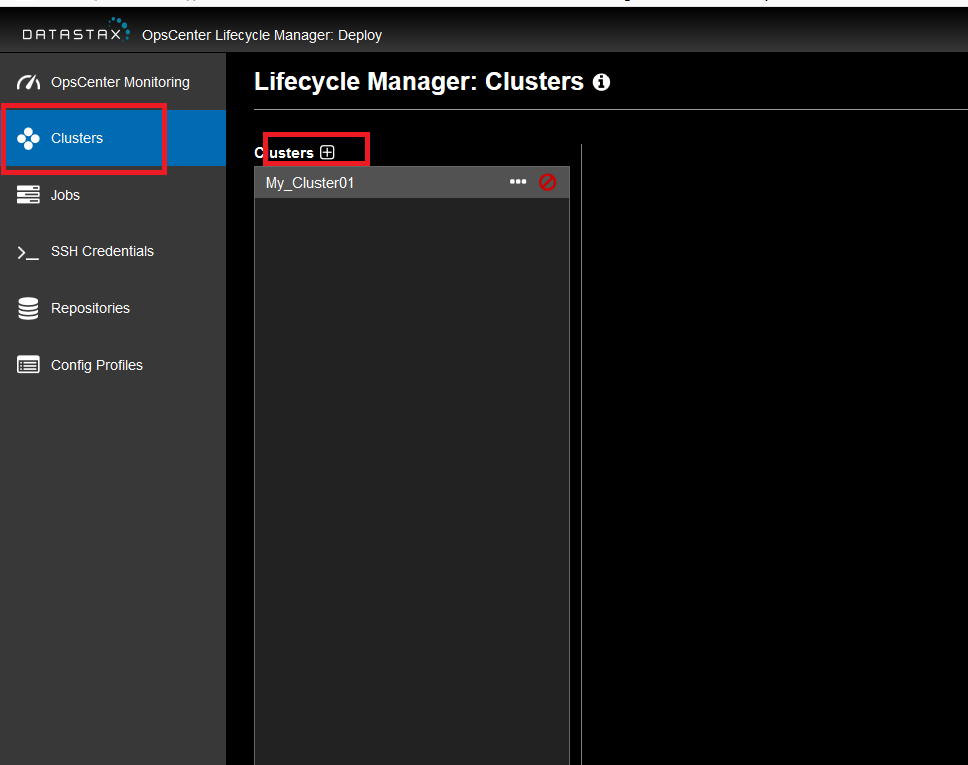 DATASTAX OpsCenter Lifecycle Manager: Deploy
OpsCenter Monitoring
Clusters
Jobs
SSH Credentials
Repositories
Config Profiles
Lifecycle Manager: Clusters
Clusters
My_Cluster01